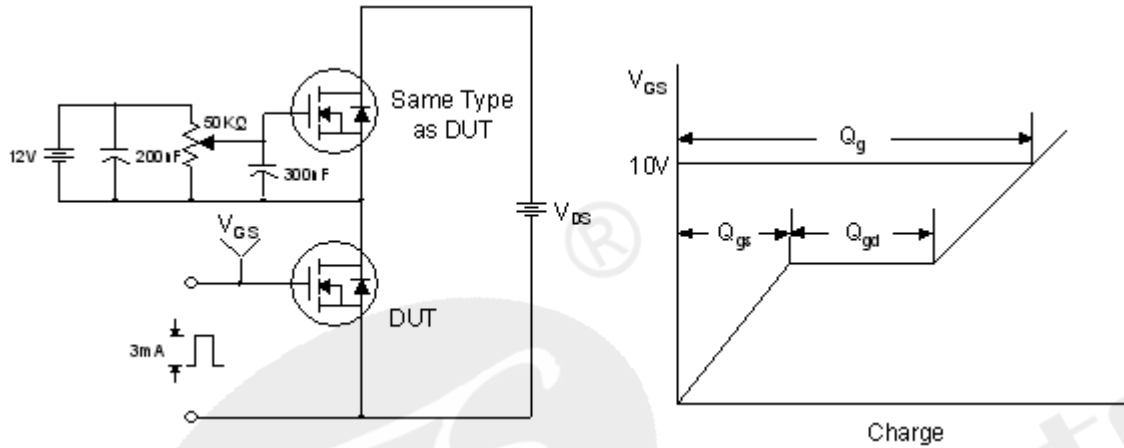 Same Type
as DUT
12V
200nF
50KΩ
300nF
V_GS
V_DS
DUT
3mA
V_GS
10V
Q_g
Q_gs
Q_gd
Charge
®